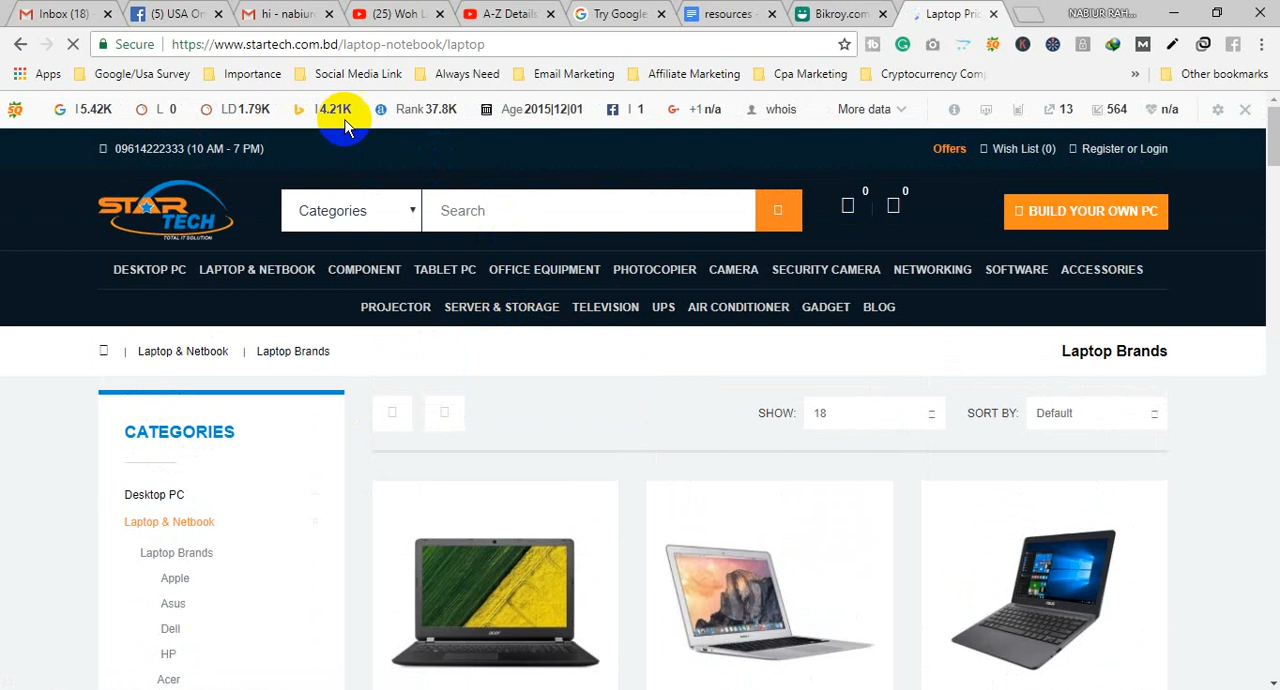 Inbox (18) -
(5) USA On
hi - nabiun
(25) Woh L
A-Z Details
Try Google
resources -
Bikroy.com
Laptop Pric
NABIUR RAH...
Secure
https://www.startech.com.bd/laptop-notebook/laptop
Apps
Google/Usa Survey
Importance
Social Media Link
Always Need
Email Marketing
Affiliate Marketing
Cpa Marketing
Cryptocurrency Com
»
Other bookmarks
I 5.42K
L 0
LD 1.79K
I 4.21K
Rank 37.8K
Age 2015|12|01
I 1
+1 n/a
whois
More data
13
564
n/a
09614222333 (10 AM - 7 PM)
Offers
Wish List (0)
Register or Login
STAR TECH
TOTAL IT SOLUTION
Categories
Search
0
0
BUILD YOUR OWN PC
DESKTOP PC
LAPTOP & NETBOOK
COMPONENT
TABLET PC
OFFICE EQUIPMENT
PHOTOCOPIER
CAMERA
SECURITY CAMERA
NETWORKING
SOFTWARE
ACCESSORIES
PROJECTOR
SERVER & STORAGE
TELEVISION
UPS
AIR CONDITIONER
GADGET
BLOG
| Laptop & Netbook | Laptop Brands
Laptop Brands
CATEGORIES
SHOW:
18
SORT BY:
Default
Desktop PC
Laptop & Netbook
Laptop Brands
Apple
Asus
Dell
HP
Acer